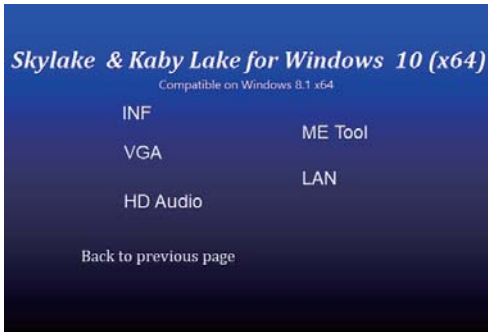 Skylake & Kaby Lake for Windows 10 (x64)
Compatible on Windows 8.1 x64
INF
ME Tool
VGA
LAN
HD Audio
Back to previous page